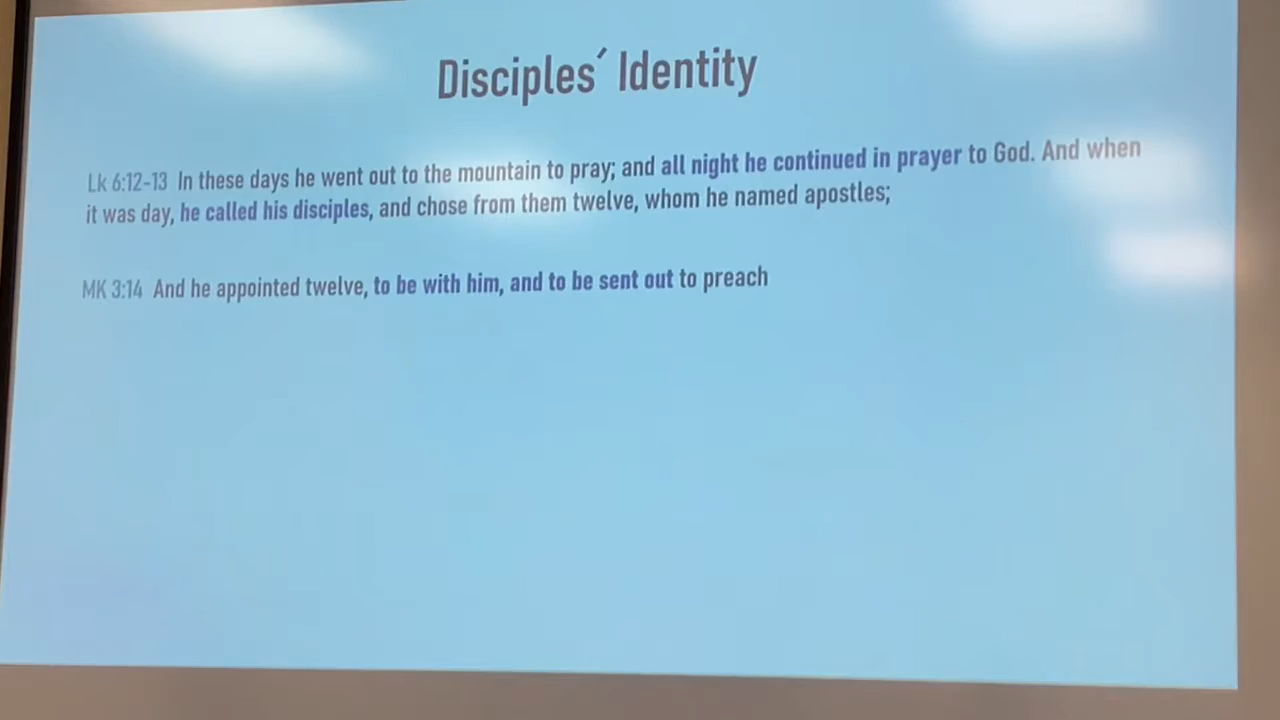 Disciples´ Identity
Lk 6:12-13 In these days he went out to the mountain to pray; and all night he continued in prayer to God. And when
it was day, he called his disciples, and chose from them twelve, whom he named apostles;
MK 3:14 And he appointed twelve, to be with him, and to be sent out to preach